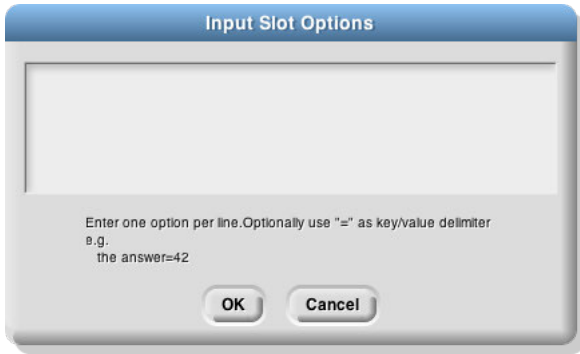 Input Slot Options
Enter one option per line.Optionally use "=" as key/value delimiter
e.g.
the answer=42
OK Cancel